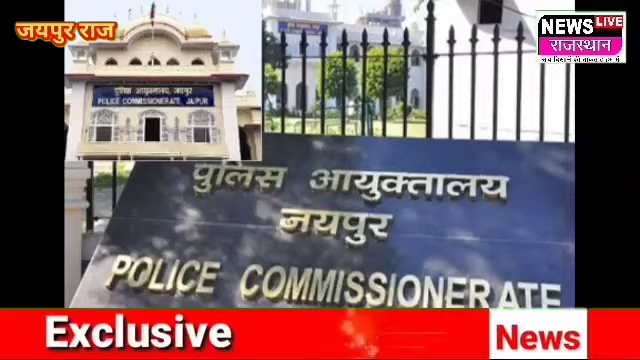 जयपुर राज
NEWS LIVE
राजस्थान
पुलिस आयुक्तालय, जयपुर
POLICE COMMISSIONERATE, JAIPUR
पुलिस आयुक्तालय
जयपुर
POLICE COMMISSIONERATE
Exclusive
News